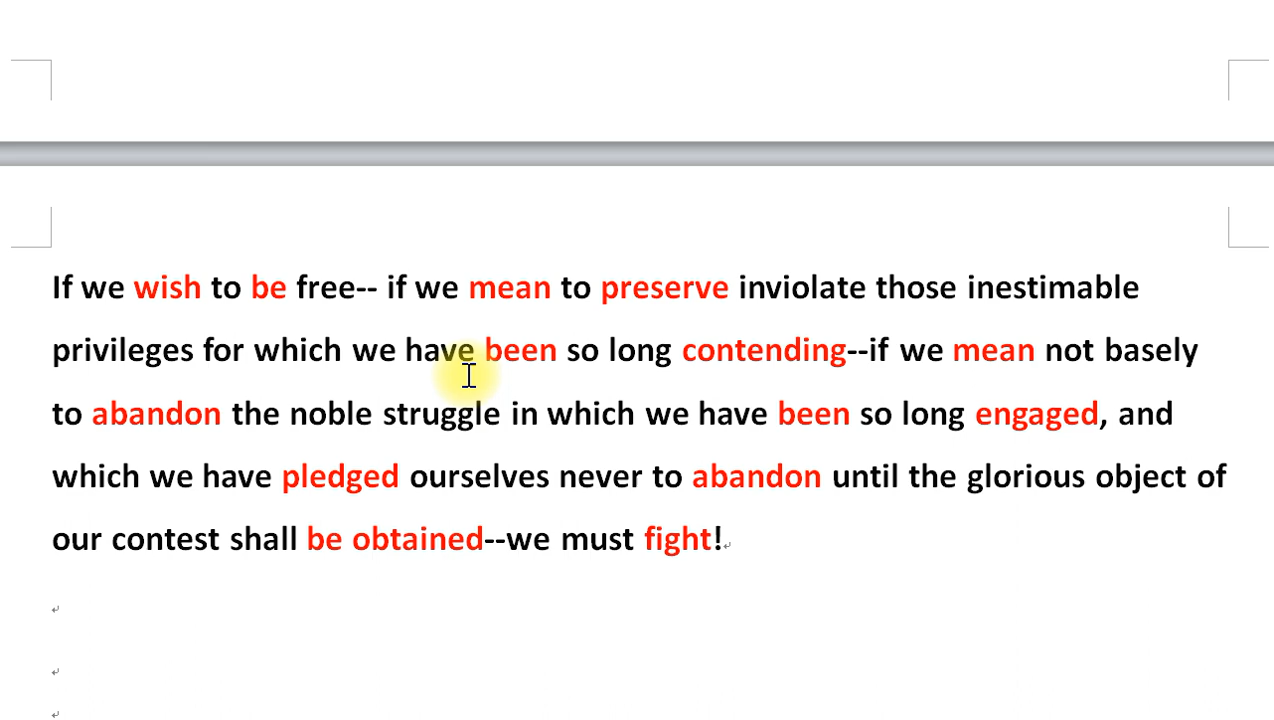 If we wish to be free-- if we mean to preserve inviolate those inestimable
privileges for which we have been so long contending--if we mean not basely
to abandon the noble struggle in which we have been so long engaged, and
which we have pledged ourselves never to abandon until the glorious object of
our contest shall be obtained--we must fight!